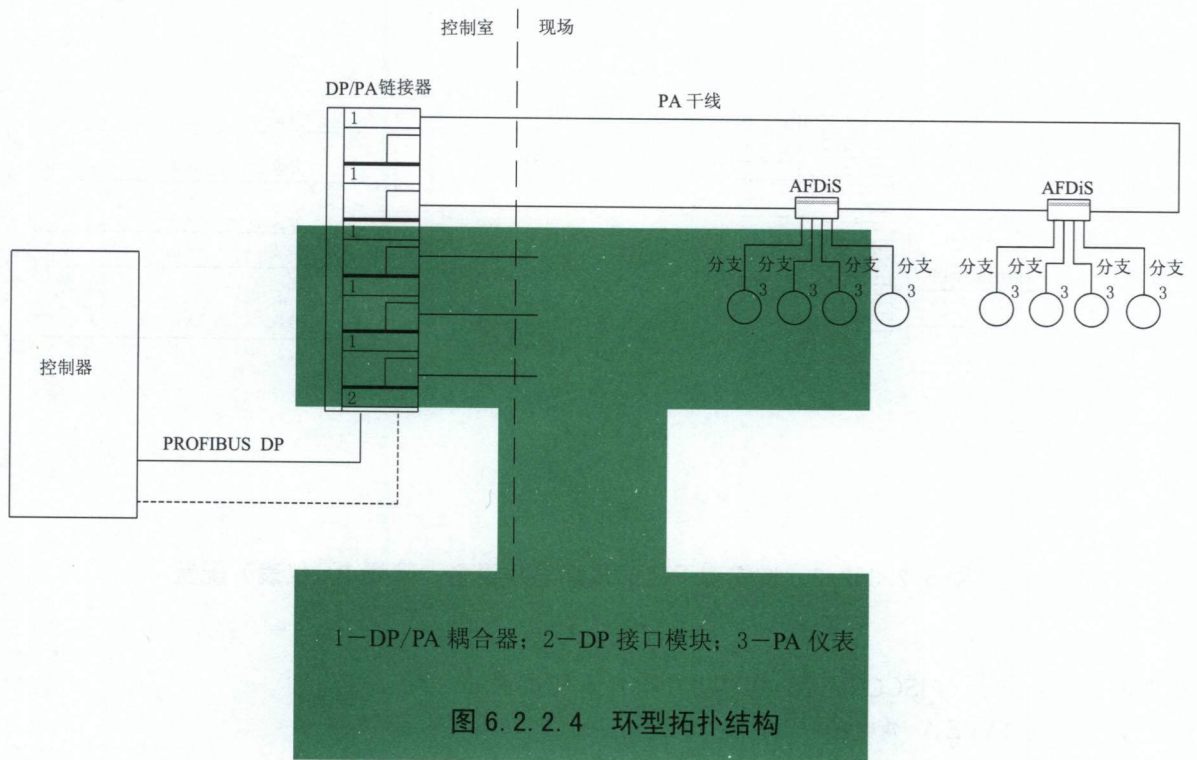 控制室 现场
DP/PA链接器
PA 干线
1
1
AFDiS AFDiS
1
分支 分支 分支 分支 分支 分支 分支 分支
3 3 3 3 3 3
1
1
控制器
2
PROFIBUS DP
1—DP/PA 耦合器；2—DP 接口模块；3—PA 仪表
图 6.2.2.4 环型拓扑结构